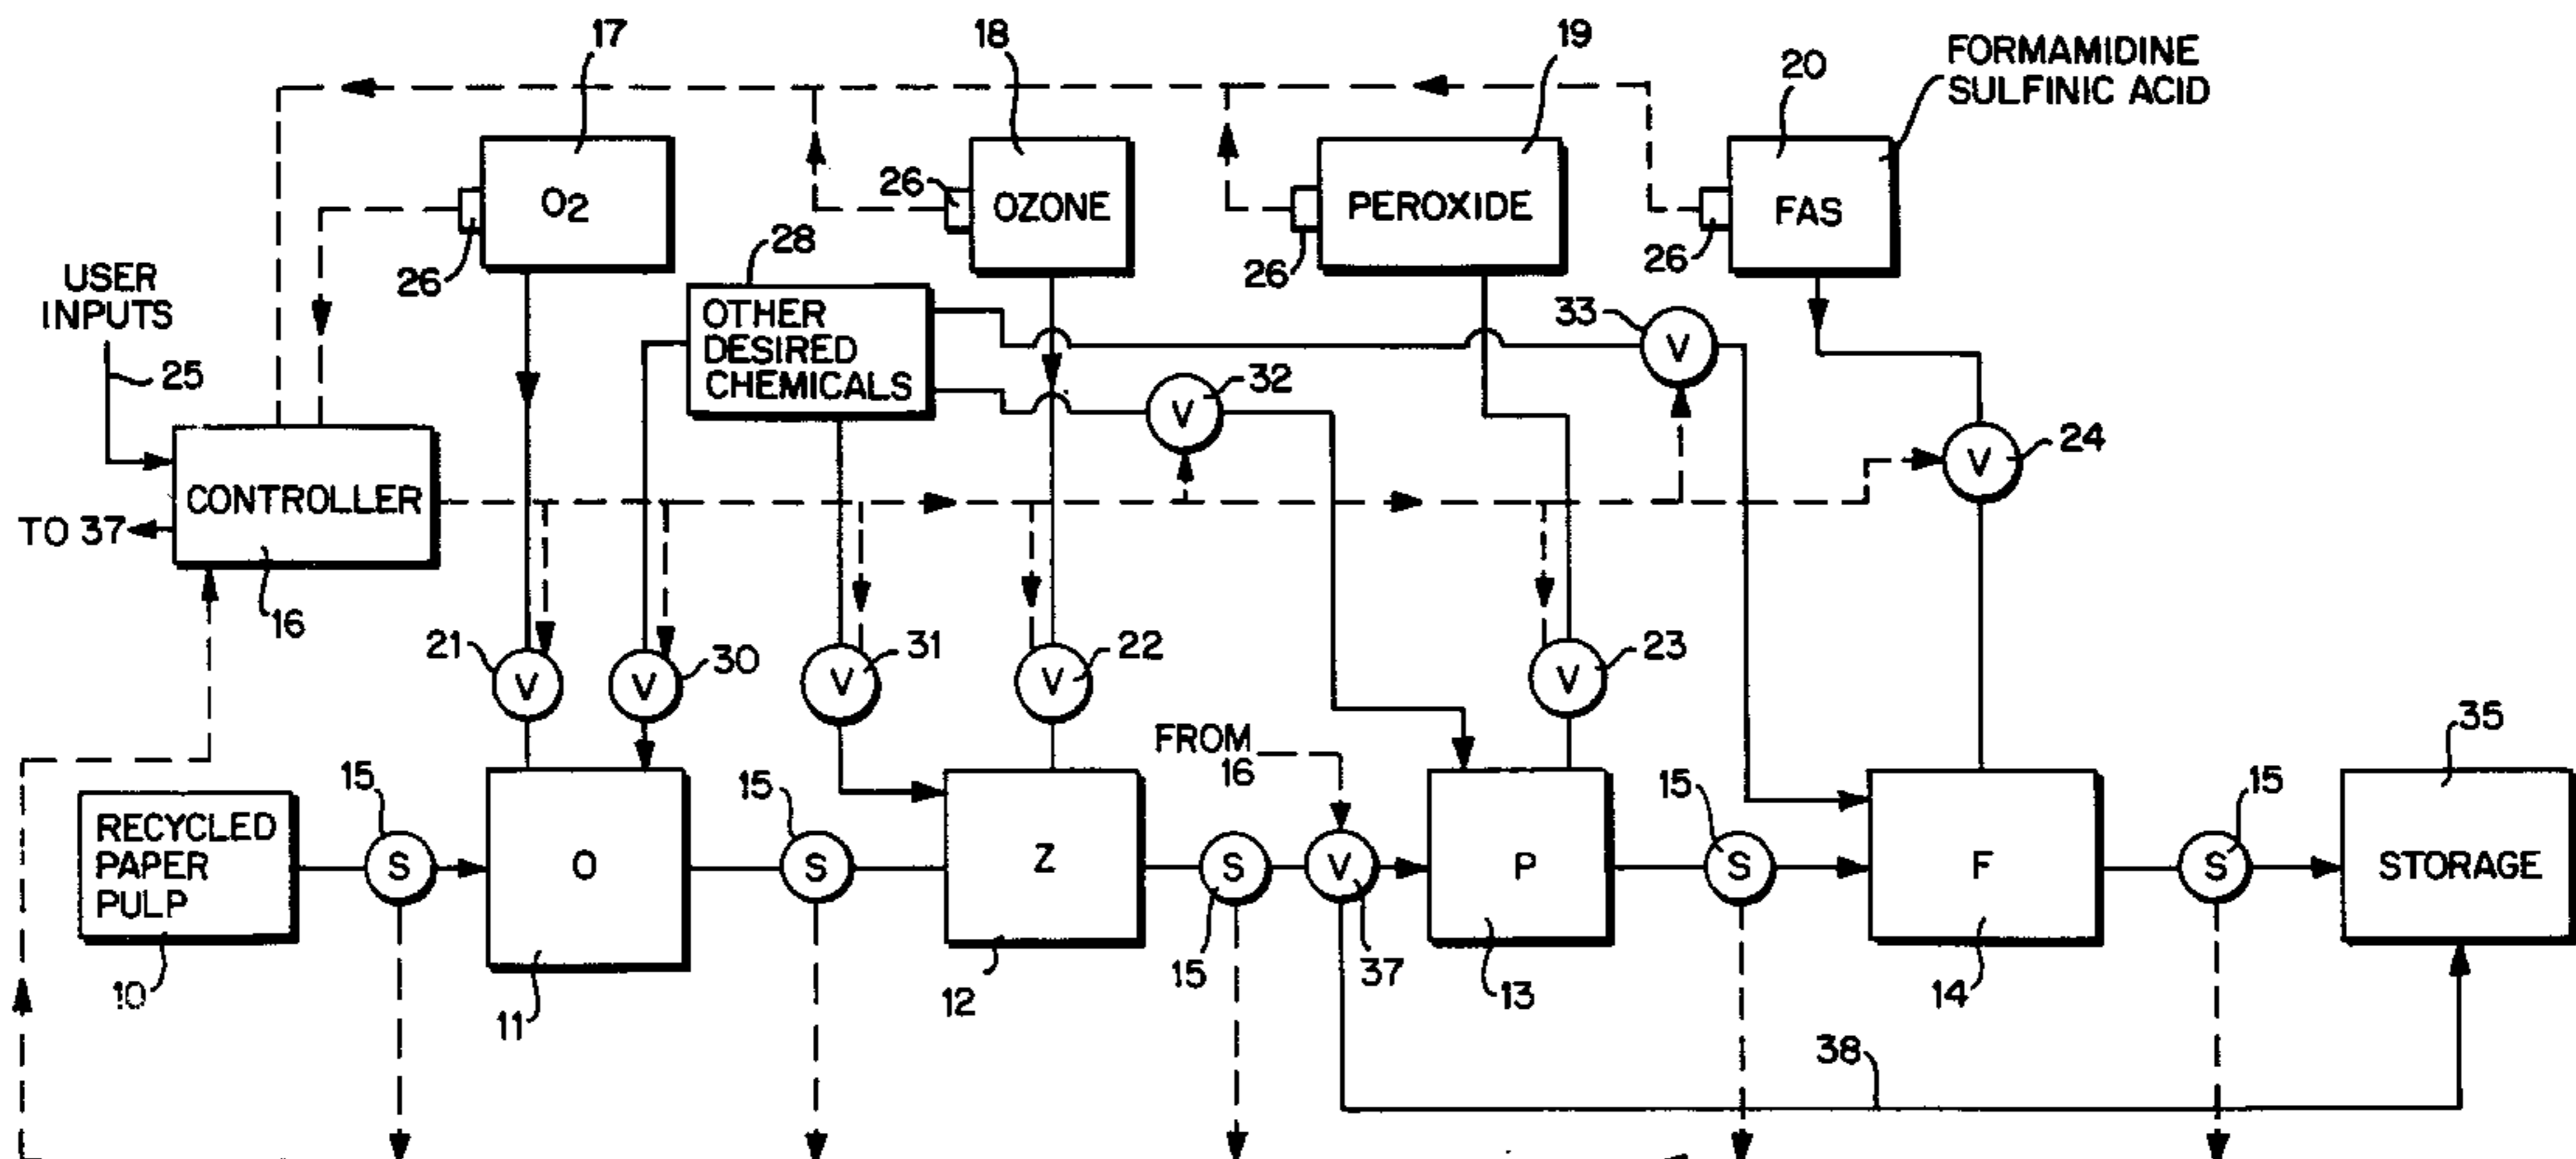 17
18
19
20
FORMAMIDINE
SULFINIC ACID
O2
26
26
OZONE
26
PEROXIDE
26
FAS
USER
INPUTS
25
28
OTHER
DESIRED
CHEMICALS
33
V
32
V
24
V
CONTROLLER
TO 37
16
21
V
30
V
31
V
22
V
23
V
FROM
16
35
RECYCLED
PAPER
PULP
10
15
S
O
11
15
S
Z
12
S
15
V
37
P
13
15
S
F
14
15
S
STORAGE
38